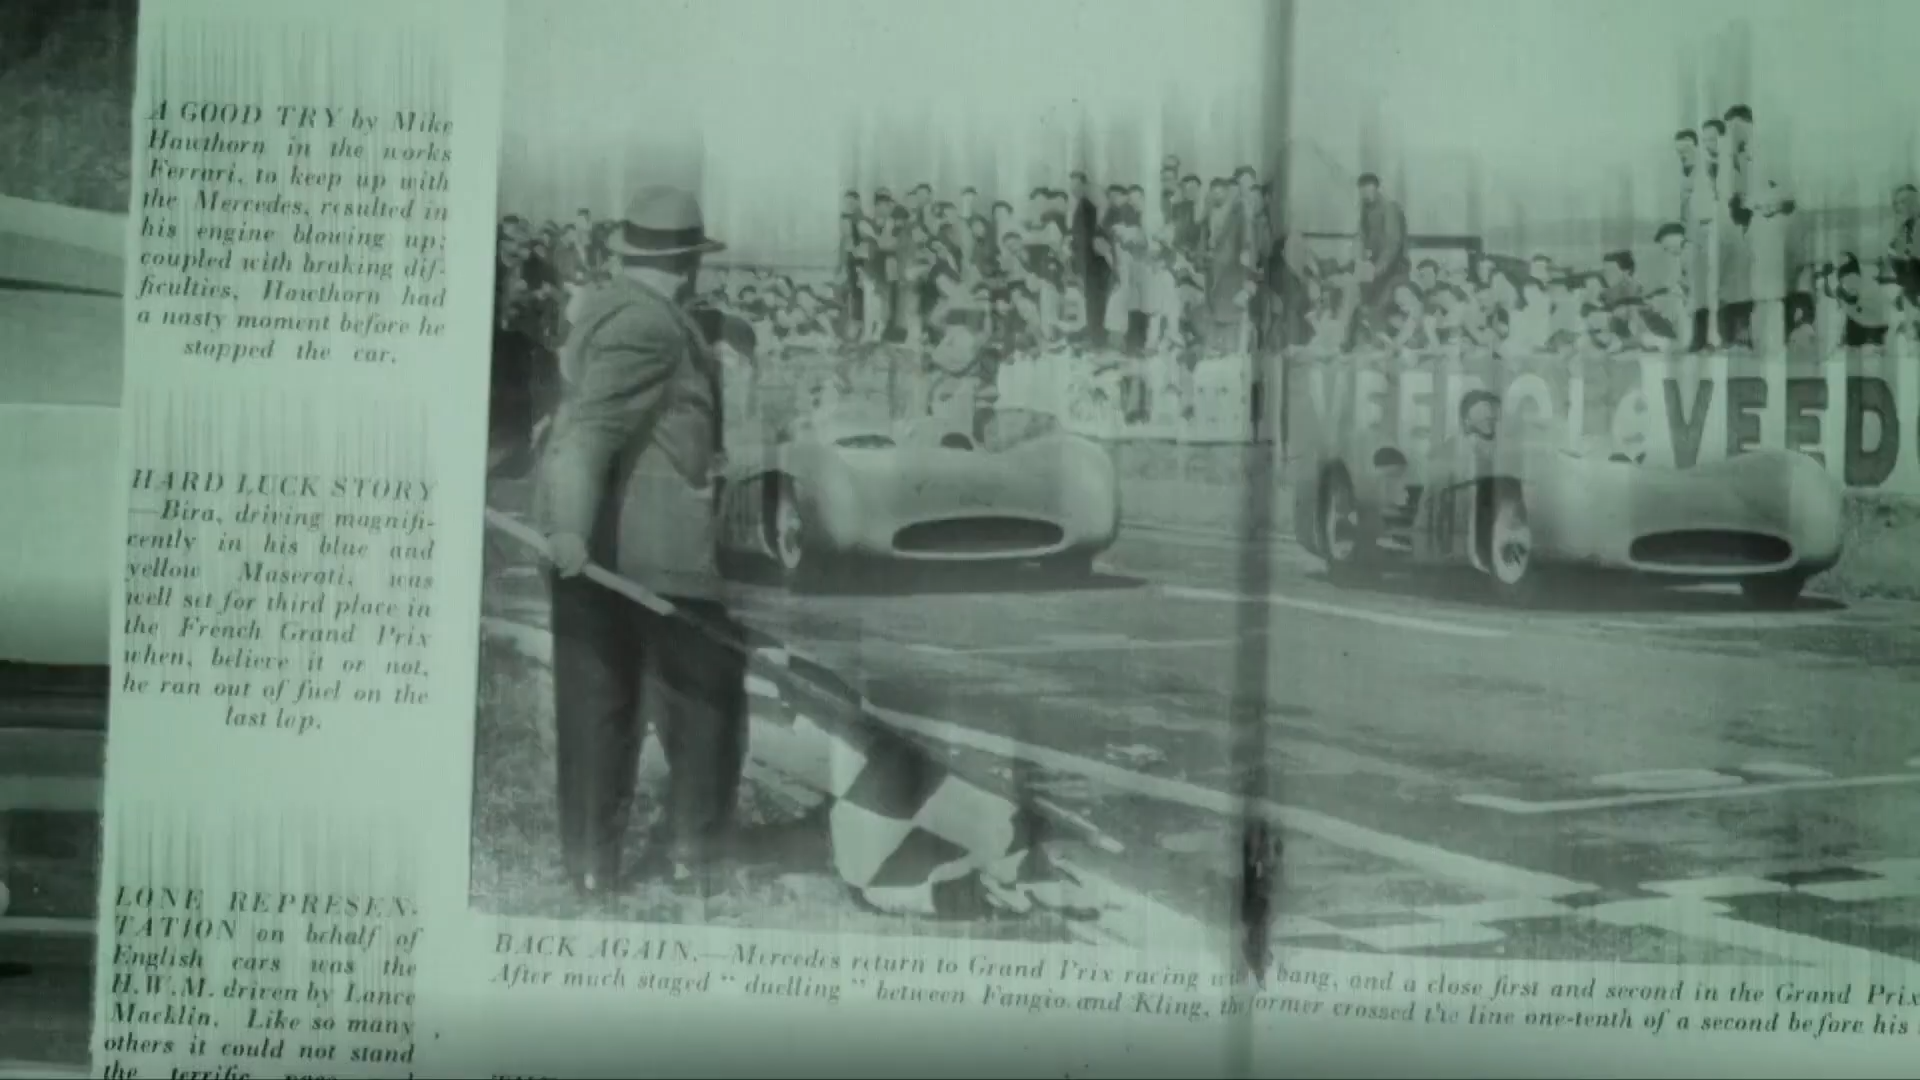 A GOOD TRY by Mike
Hawthorn in the works
Ferrari, to keep up with
the Mercedes, resulted in
his engine blowing up:
coupled with braking dif-
ficulties, Hawthorn had
a nasty moment before he
stopped the car.
HARD LUCK STORY
—Bira, driving magnifi-
cently in his blue and
yellow Maserati, was
well set for third place in
the French Grand Prix
when, believe it or not,
he ran out of fuel on the
last lap.
LONE REPRESEN-
TATION on behalf of
English cars was the
H.W.M. driven by Lance
Macklin. Like so many
others it could not stand
the terrific
VEEDOL
VEED
BACK AGAIN.—Mercedes return to Grand Prix racing bang, and a close first and second in the Grand Prix
After much staged "duelling" between Fangio and Kling, the former crossed the line one-tenth of a second before his